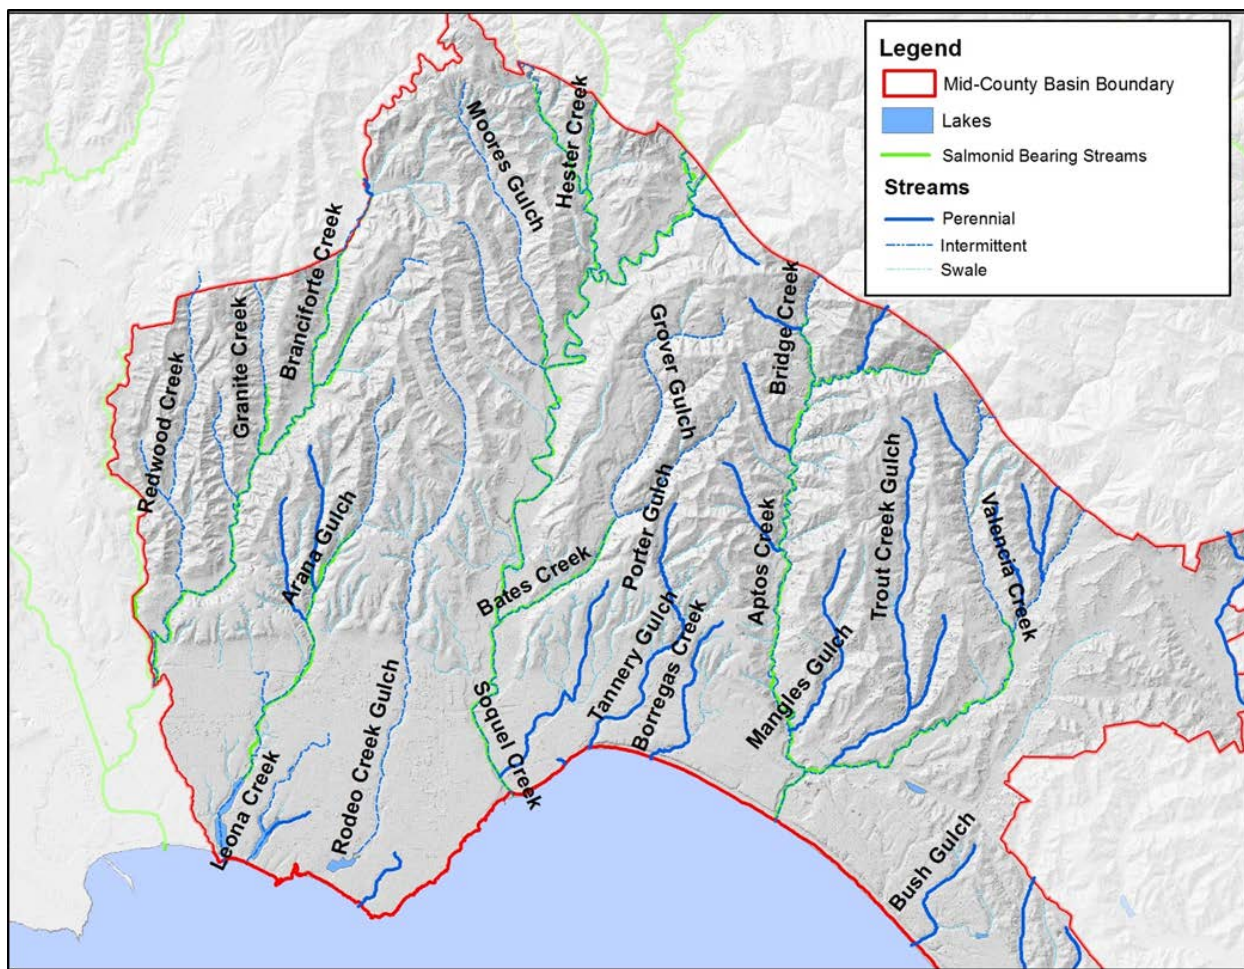 Legend
Mid-County Basin Boundary
Lakes
Salmonid Bearing Streams
Streams
Perennial
Intermittent
Swale
Moores Gulch
Hester Creek
Branciforte Creek
Granite Creek
Redwood Creek
Grover Gulch
Bridge Creek
Arana Gulch
Porter Gulch
Bates Creek
Aptos Creek
Trout Creek Gulch
Valencia Creek
Tannery Gulch
Borregas Creek
Mangles Gulch
Soquel Creek
Rodeo Creek Gulch
Leona Creek
Bush Gulch